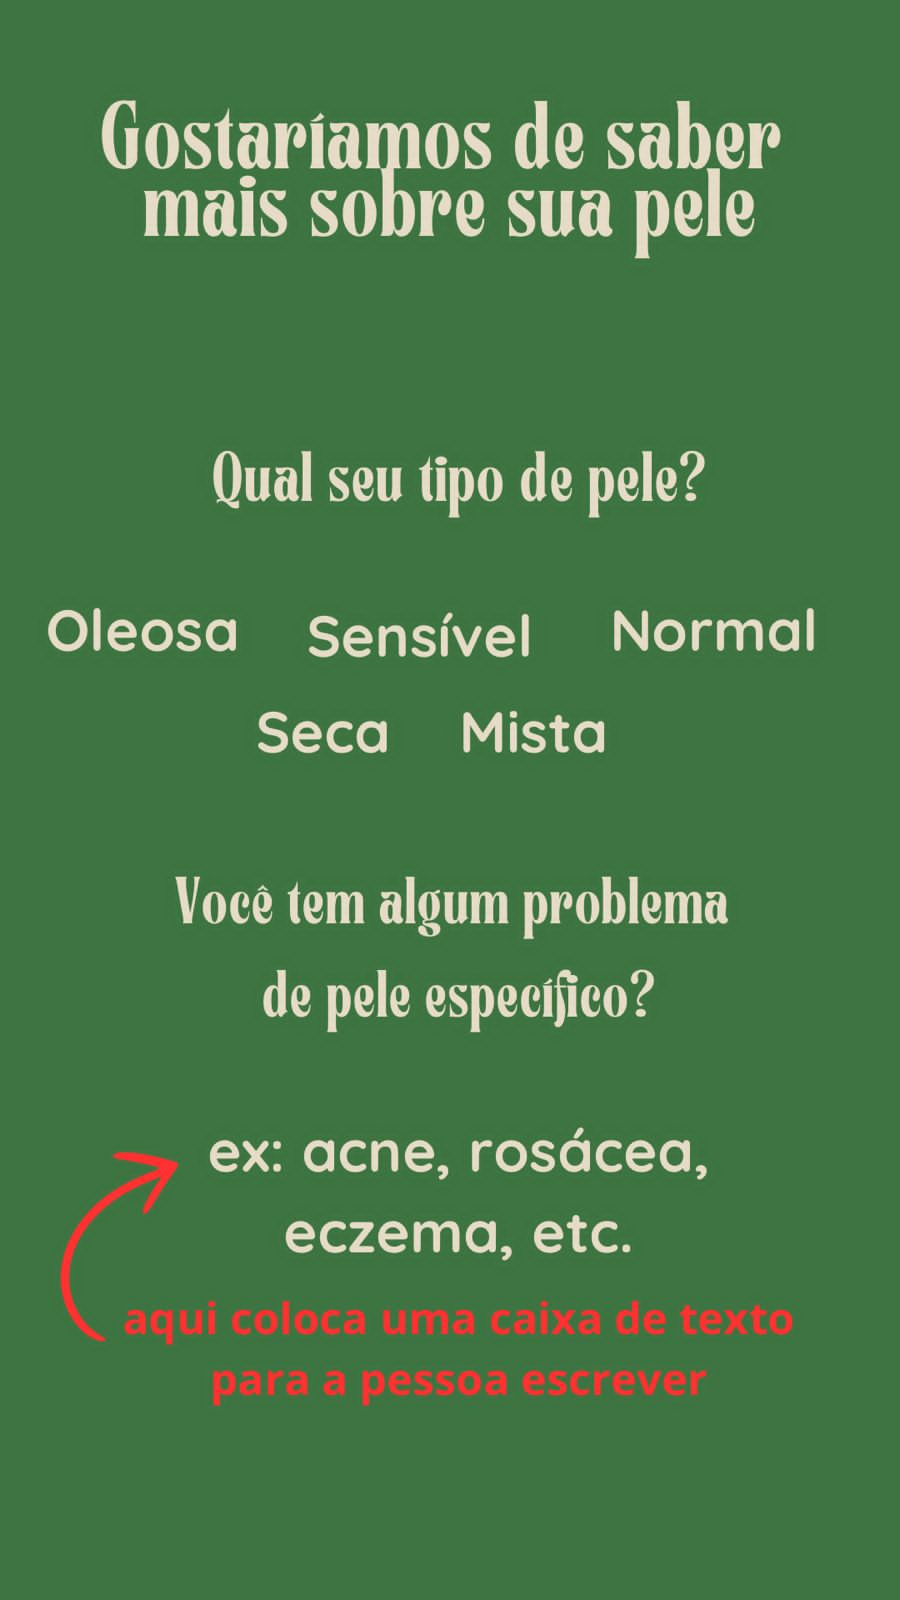 Gostaríamos de saber
mais sobre sua pele
Qual seu tipo de pele?
Oleosa Sensível Normal
Seca Mista
Você tem algum problema
de pele específico?
ex: acne, rosácea,
eczema, etc.
aqui coloca uma caixa de texto
para a pessoa escrever